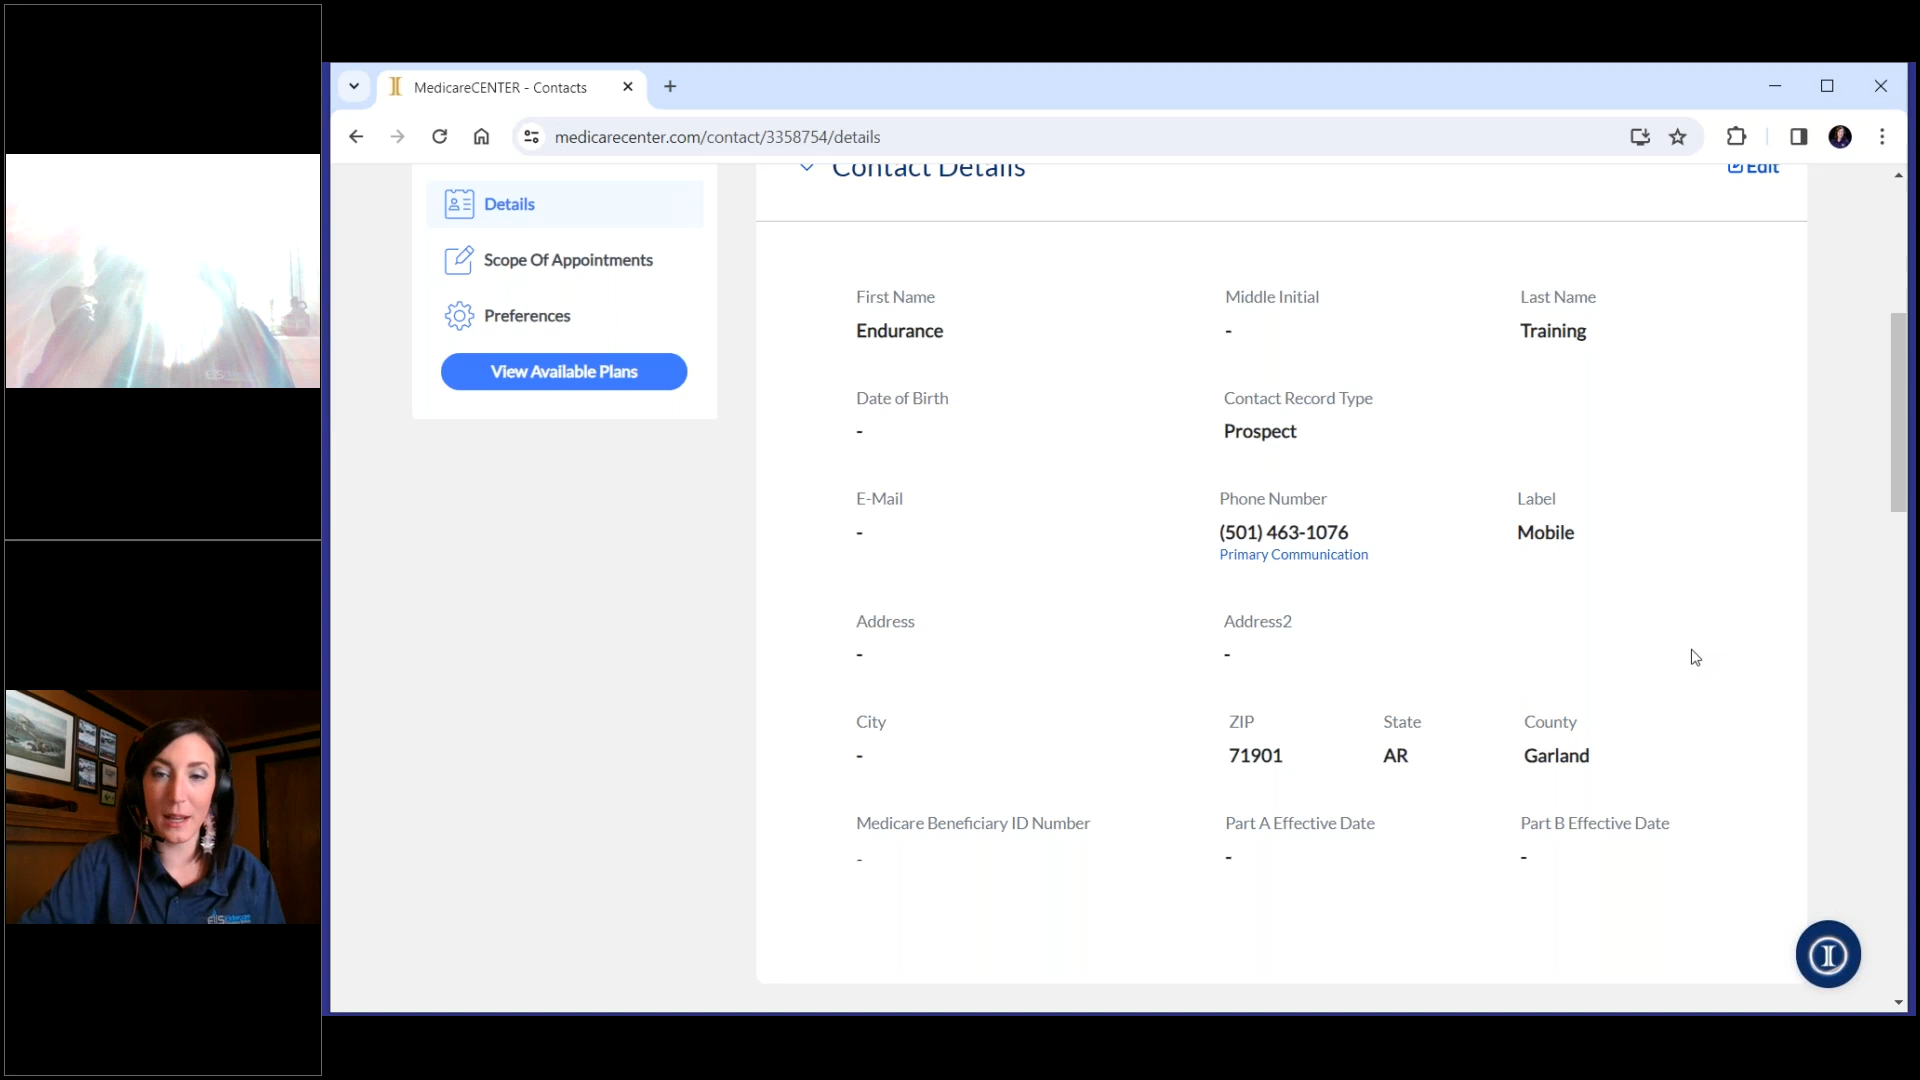 MedicareCENTER - Contacts
medicarecenter.com/contact/3358754/details
Contact Details
Edit
Details
Scope Of Appointments
Preferences
View Available Plans
First Name
Middle Initial
Last Name
Endurance
-
Training
Date of Birth
Contact Record Type
-
Prospect
E-Mail
Phone Number
Label
-
(501) 463-1076
Mobile
Primary Communication
Address
Address2
-
-
City
ZIP
State
County
-
71901
AR
Garland
Medicare Beneficiary ID Number
Part A Effective Date
Part B Effective Date
-
-
-